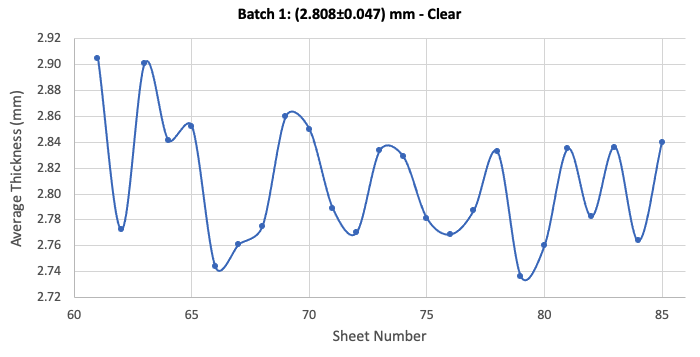 Batch 1: (2.808±0.047) mm - Clear
2.92
2.90
2.88
2.86
2.84
2.82
2.80
2.78
2.76
2.74
2.72
Average Thickness (mm)
60 65 70 75 80 85
Sheet Number